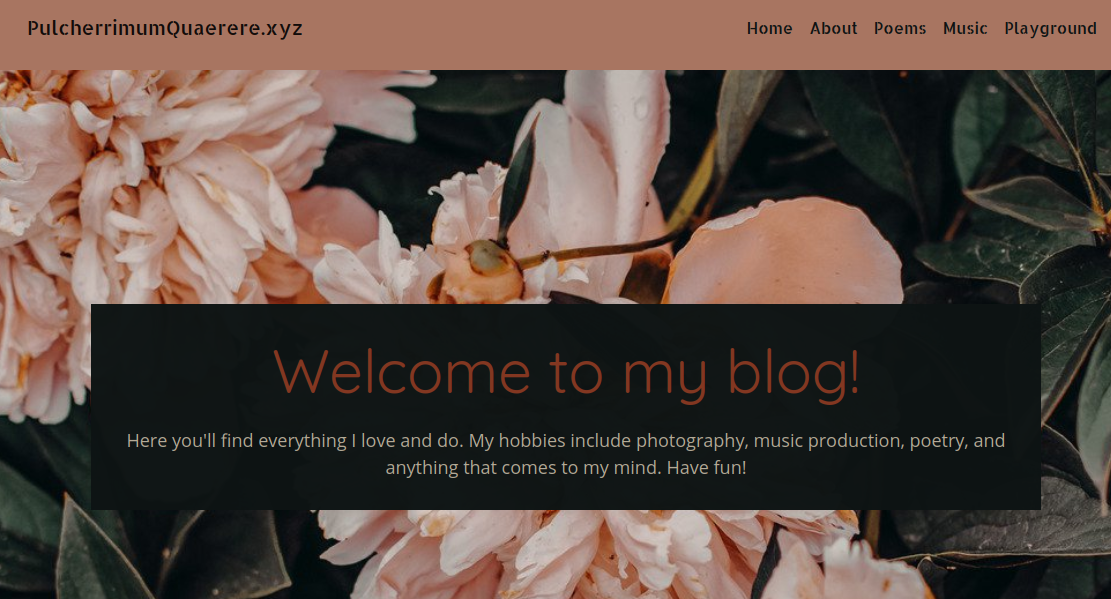 PulcherrimumQuaerere.xyz
Home About Poems Music Playground
Welcome to my blog!
Here you'll find everything I love and do. My hobbies include photography, music production, poetry, and
anything that comes to my mind. Have fun!